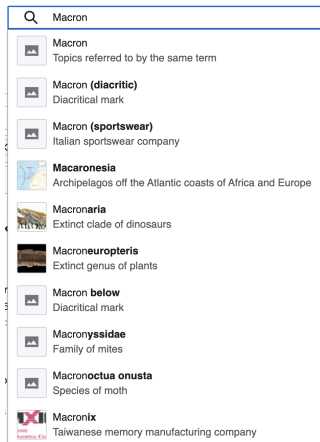 Macron
Macron
Topics referred to by the same term
Macron (diacritic)
Diacritical mark
Macron (sportswear)
Italian sportswear company
Macaronesia
Archipelagos off the Atlantic coasts of Africa and Europe
Macronaria
Extinct clade of dinosaurs
Macroneuropteris
Extinct genus of plants
Macron below
Diacritical mark
Macronyssidae
Family of mites
Macronoctua onusta
Species of moth
Macronix
Taiwanese memory manufacturing company